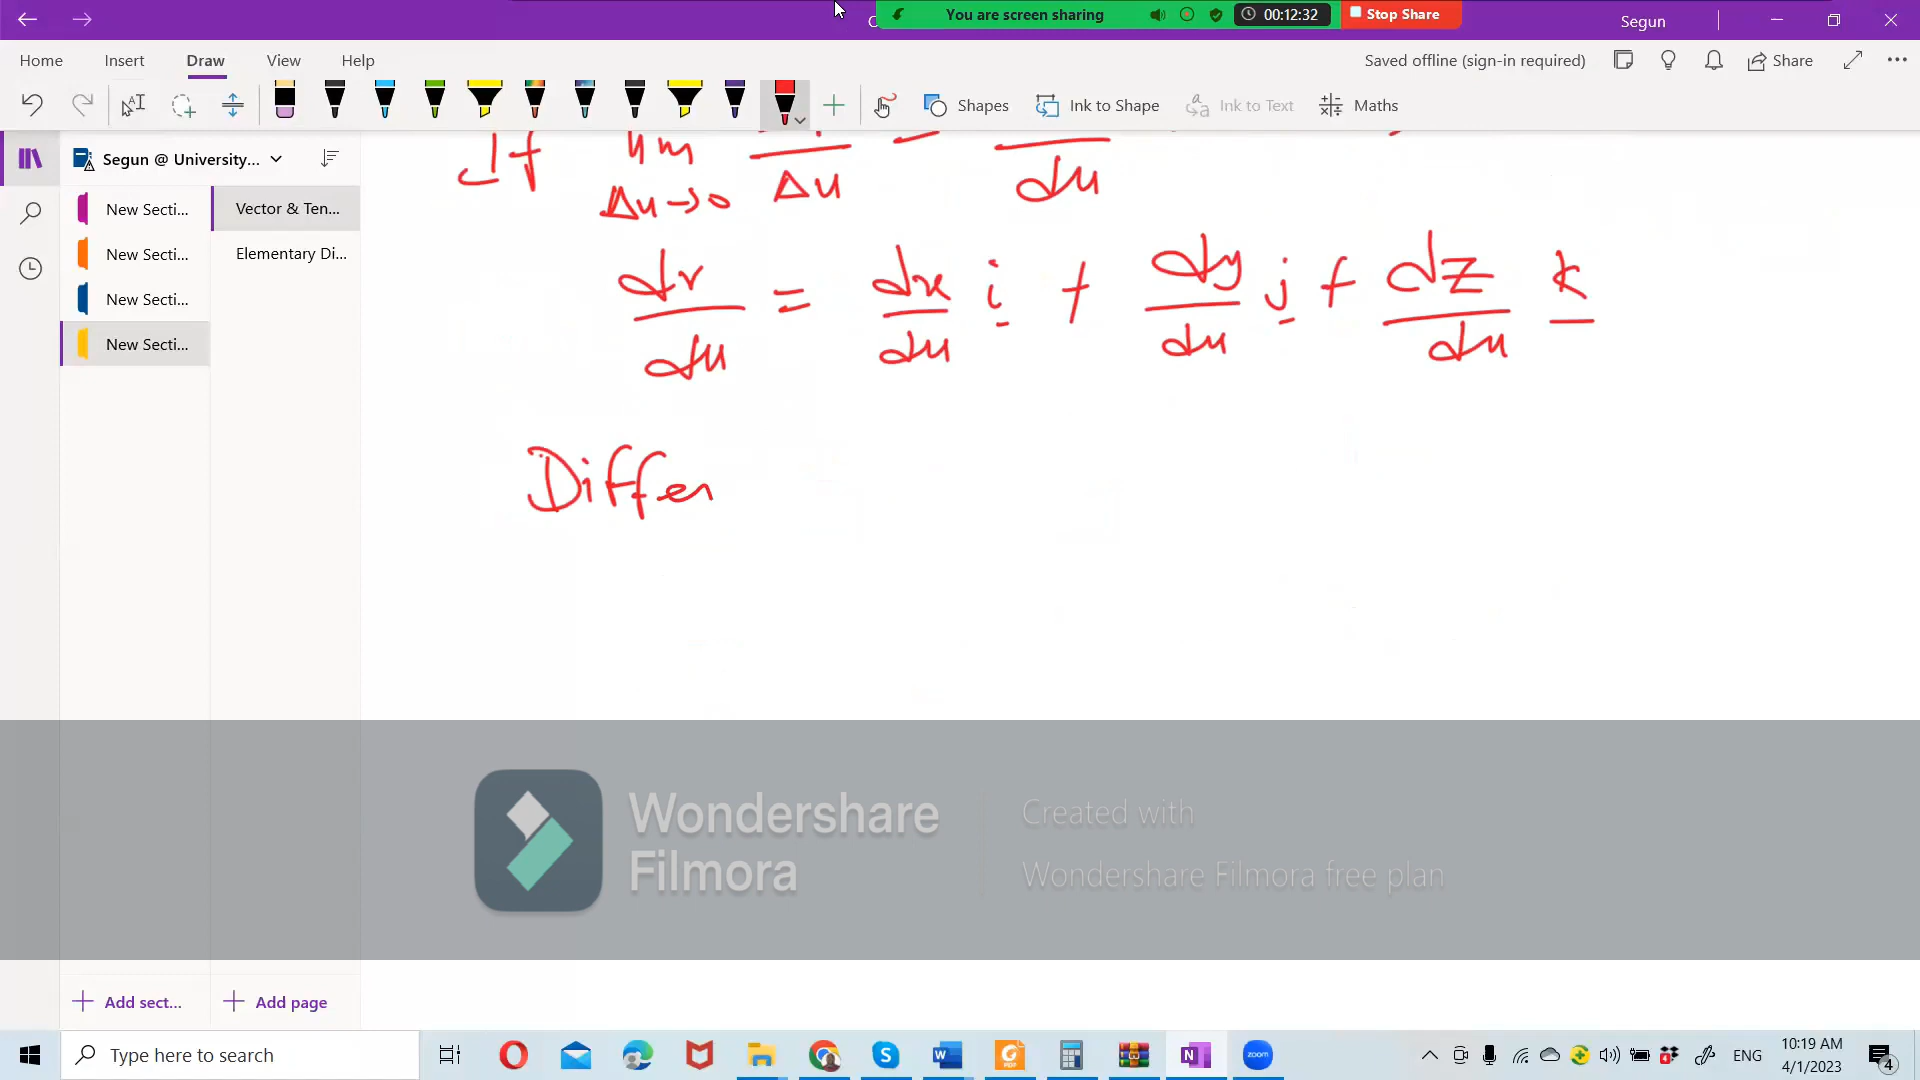 You are screen sharing
00:12:32
Stop Share
Segun
Home Insert Draw View Help
Saved offline (sign-in required)
Share
Shapes
Ink to Shape
Ink to Text
Maths
Segun @ University...
New Secti...
New Secti...
New Secti...
New Secti...
Vector & Ten...
Elementary Di...
If lim Δu→0 Δu = du
dr/du = dx/du i + dy/du j + dz/du k
Differ
Wondershare
Filmora
Created with
Wondershare Filmora free plan
Add sect...
Add page
Type here to search
ENG
10:19 AM
4/1/2023
4